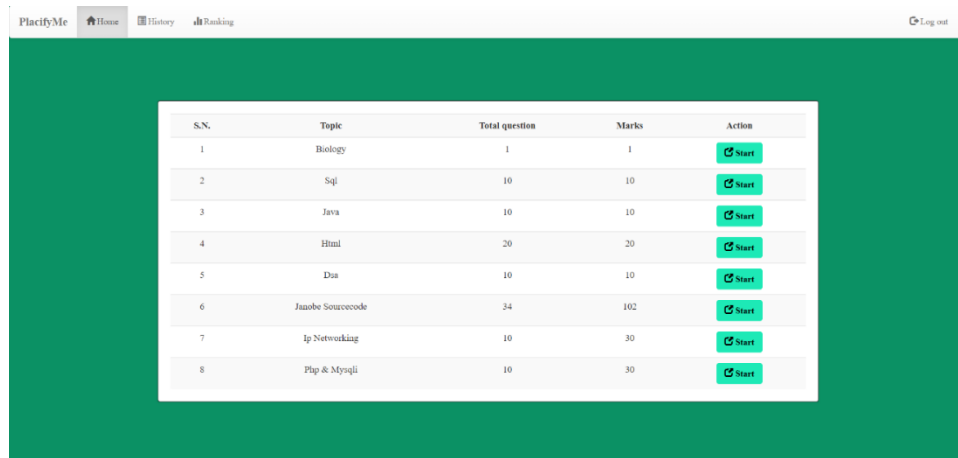 PlacifyMe Home History Ranking Log out
S.N. Topic Total question Marks Action
1 Biology 1 1 Start
2 Sql 10 10 Start
3 Java 10 10 Start
4 Html 20 20 Start
5 Dsa 10 10 Start
6 Janobe Sourcecode 34 102 Start
7 Ip Networking 10 30 Start
8 Php & Mysqli 10 30 Start